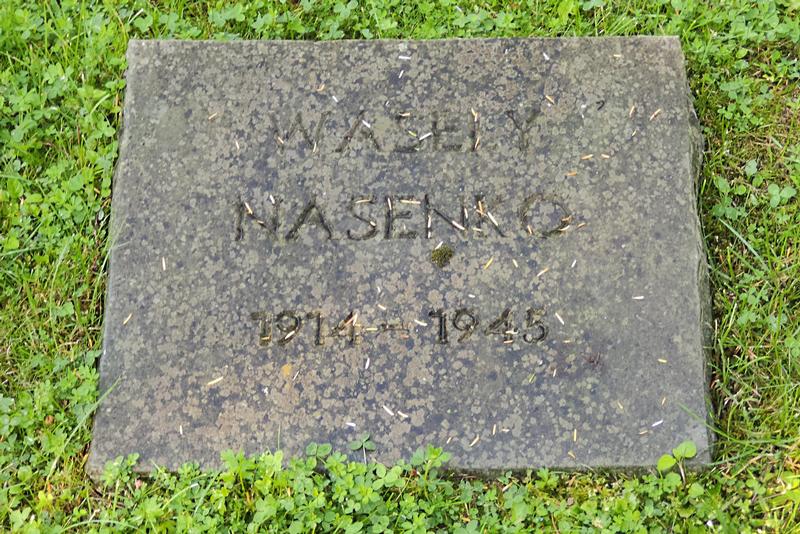 WASELY
NASENKO
1914 - 1945